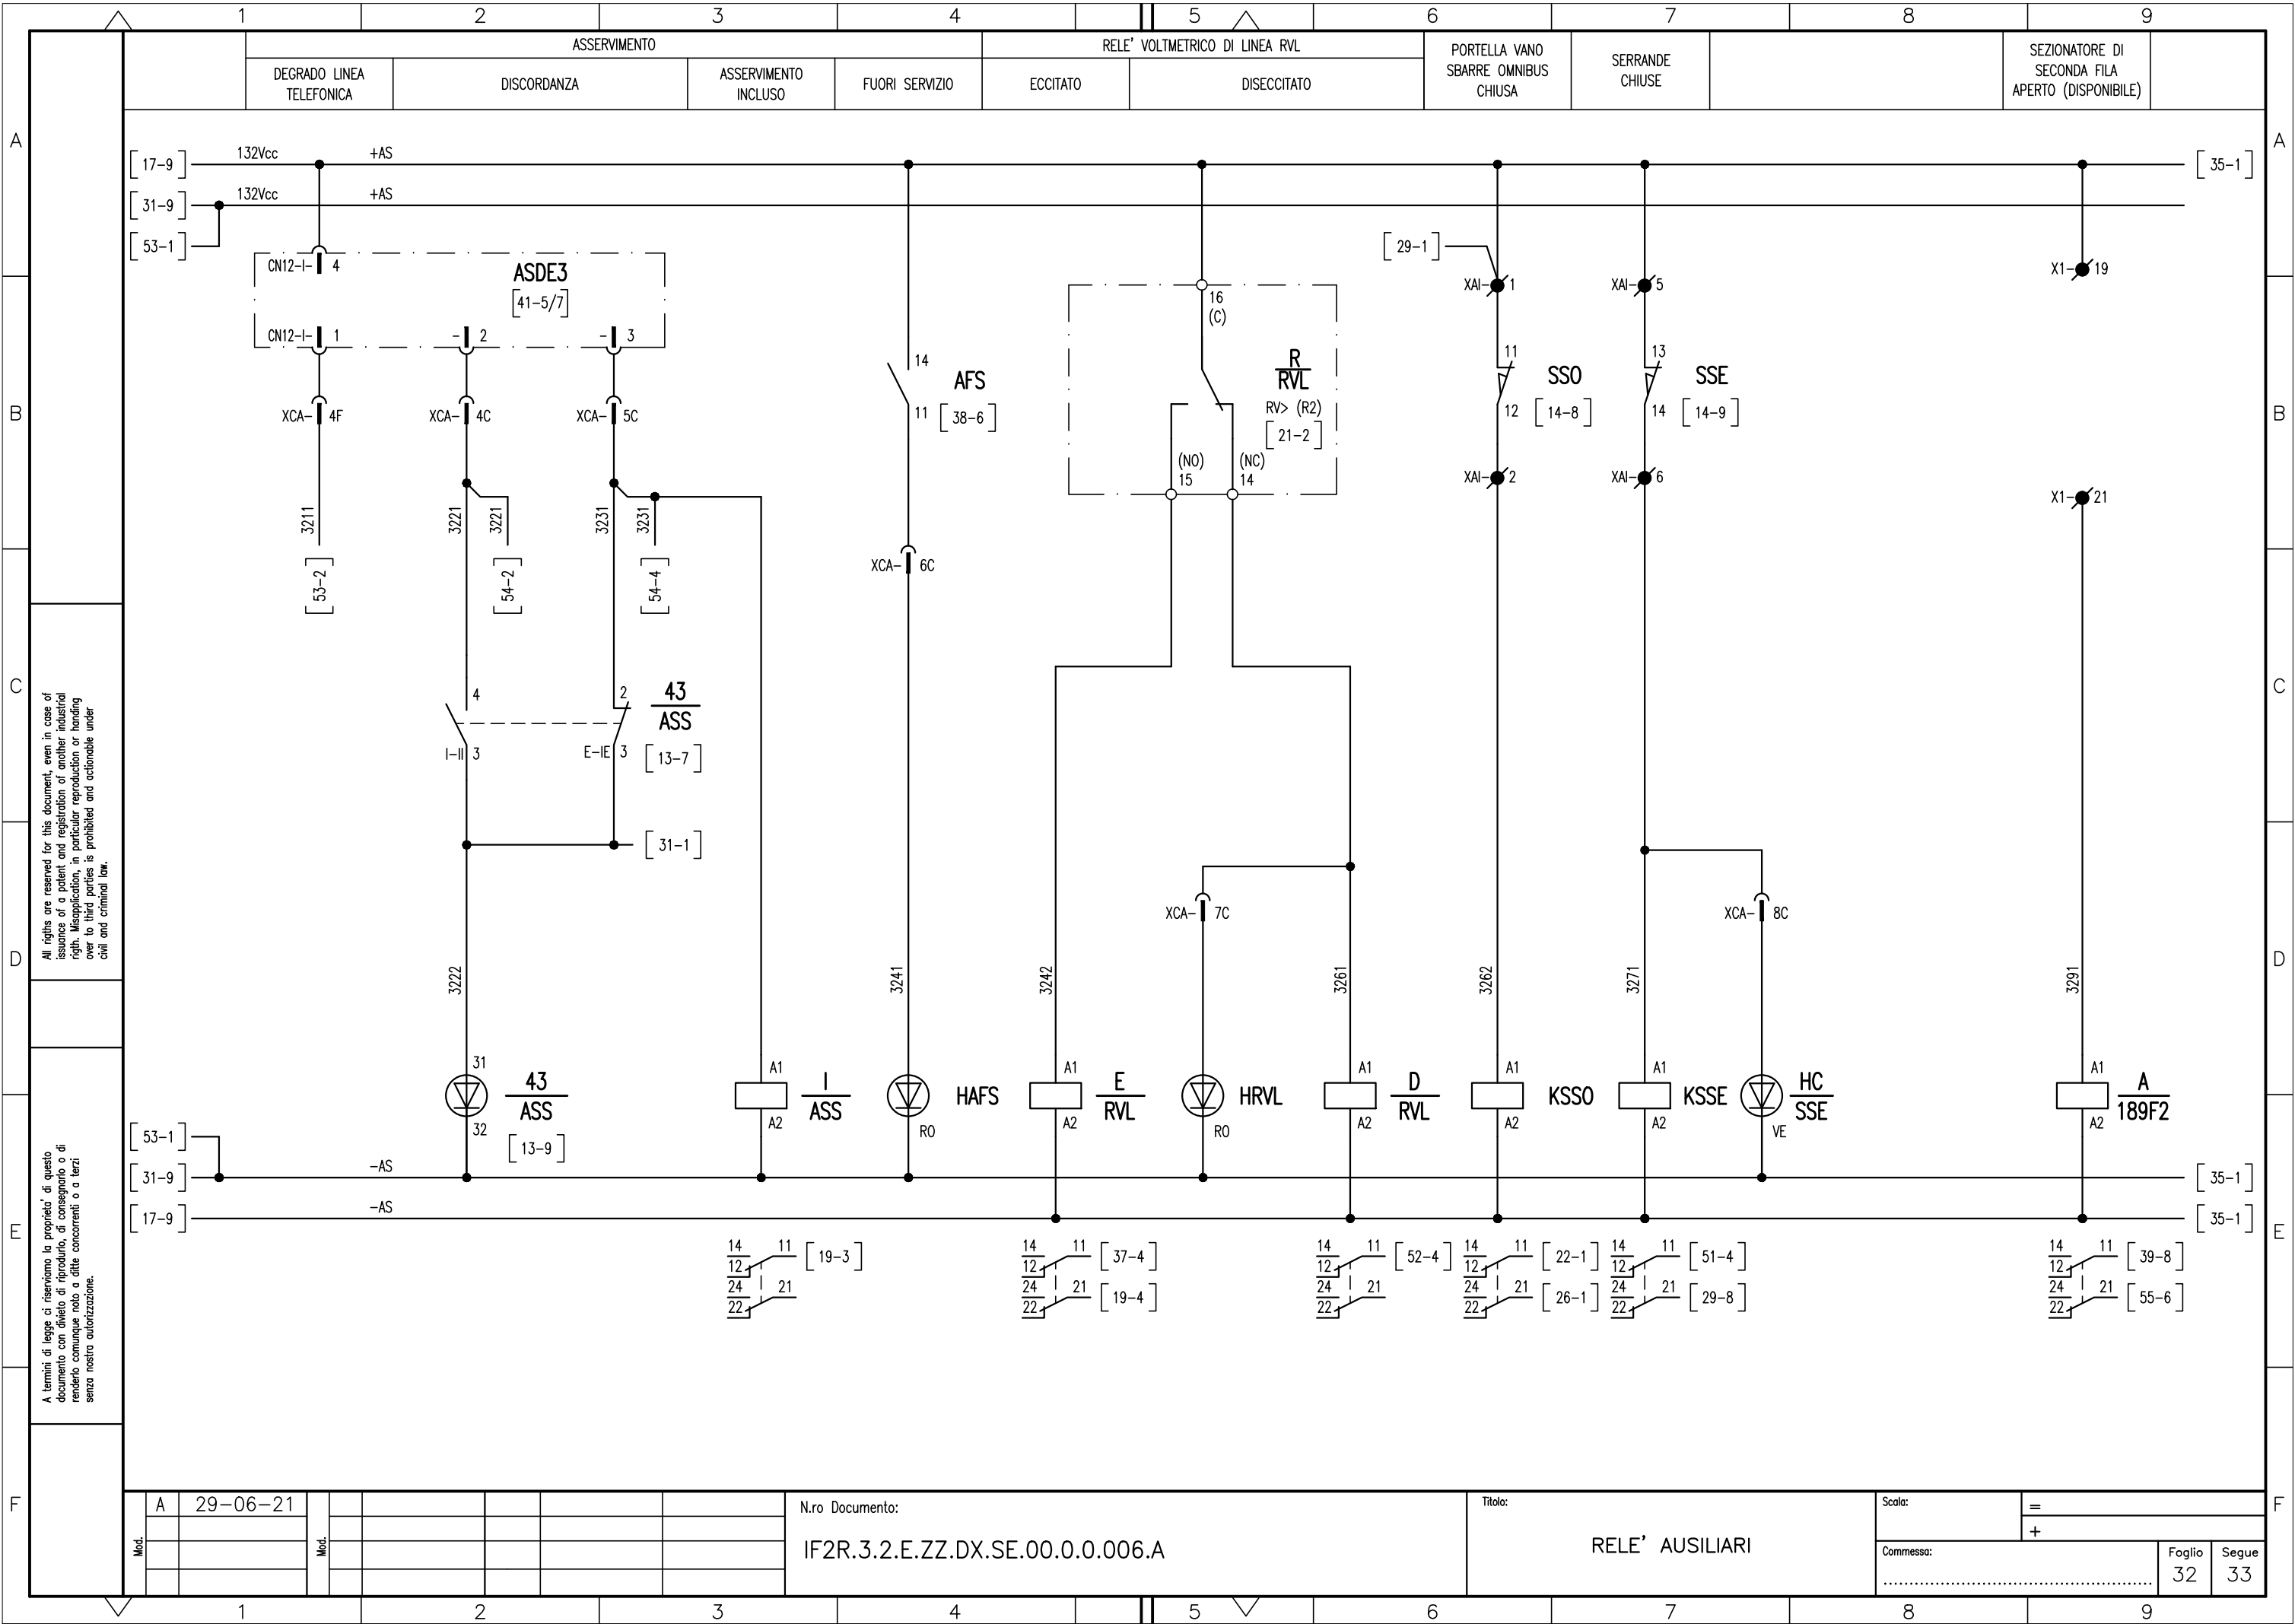 1 2 3 4 5 6 7 8 9
ASSERVIMENTO
RELE' VOLTMETRICO DI LINEA RVL
PORTELLA VANO
SBARRE OMNIBUS
CHIUSA
SERRANDE
CHIUSE
SEZIONATORE DI
SECONDA FILA
APERTO (DISPONIBILE)
DEGRADO LINEA
TELEFONICA
DISCORDANZA
ASSERVIMENTO
INCLUSO
FUORI SERVIZIO
ECCITATO
DISECCITATO
A A
17-9 132Vcc +AS 35-1
31-9 132Vcc +AS
53-1
29-1
CN12-I- 4
ASDE3
41-5/7
CN12-I- 1
- 2
- 3
X1- 19
XAI- 1
XAI- 5
16
(C)
R
RVL
RV> (R2)
21-2
(NO)
15
(NC)
14
14
AFS
11
38-6
11
SSO
12
14-8
13
SSE
14
14-9
B B
XCA- 4F
XCA- 4C
XCA- 5C
XAI- 2
XAI- 6
X1- 21
3211
3221
3221
3231
3231
53-2
54-2
54-4
XCA- 6C
C C
4
I-II 3
2
E-IE 3
43
ASS
13-7
31-1
XCA- 7C
XCA- 8C
D D
3222
3241
3242
3261
3262
3271
3291
31
32
43
ASS
13-9
A1
A2
I
ASS
HAFS
RO
A1
A2
E
RVL
HRVL
RO
A1
A2
D
RVL
A1
A2
KSSO
A1
A2
KSSE
HC
SSE
VE
A1
A2
A
189F2
53-1
31-9 -AS 35-1
17-9 -AS 35-1
E E
14 11 19-3
12
24 21
22
14 11 37-4
12
24 21 19-4
22
14 11 52-4
12
24 21
22
14 11 22-1
12
24 21 26-1
22
14 11 51-4
12
24 21 29-8
22
14 11 39-8
12
24 21 55-6
22
All rigths are reserved for this document, even in case of
issuance of a patent and registration of another industrial
rigth. Misapplication, in particular reproduction or handing
over to third parties is prohibited and actionable under
civil and criminal law.
A termini di legge ci riserviamo la proprieta' di questo
documento con divieto di riprodurlo, di consegnarlo o di
renderlo comunque noto a ditte concorrenti o a terzi
senza nostra autorizzazione.
F F
Mod.
A 29-06-21
Mod.
N.ro Documento:
IF2R.3.2.E.ZZ.DX.SE.00.0.0.006.A
Titolo:
RELE' AUSILIARI
Scala:
=
+
Commessa:
Foglio
32
Segue
33
1 2 3 4 5 6 7 8 9